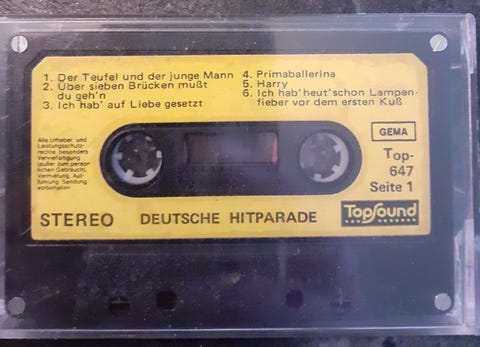 1. Der Teufel und der junge Mann
2. Über sieben Brücken mußt
du geh'n
3. Ich hab' auf Liebe gesetzt
4. Primaballerina
5. Harry
6. Ich hab' heut' schon Lampen-
fieber vor dem ersten Kuß
Alle Urheber- und
Leistungsschutz-
rechte, besonders
Vervielfältigung
(außer zum persön-
lichen Gebrauch),
Vermietung, Auf-
führung, Sendung
vorbehalten
GEMA
Top-
647
Seite 1
STEREO DEUTSCHE HITPARADE TopSound